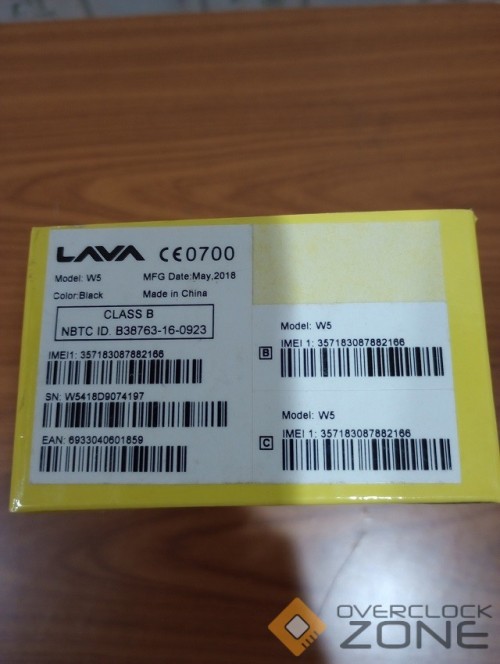 LAVA CE0700
Model: W5 MFG Date:May,2018
Color:Black Made in China
CLASS B
NBTC ID. B38763-16-0923
IMEI1: 357183087882166
SN: W5418D9074197
EAN: 6933040601859
Model: W5
B IMEI 1: 357183087882166
Model: W5
C IMEI 1: 357183087882166
OVERCLOCK
ZONE